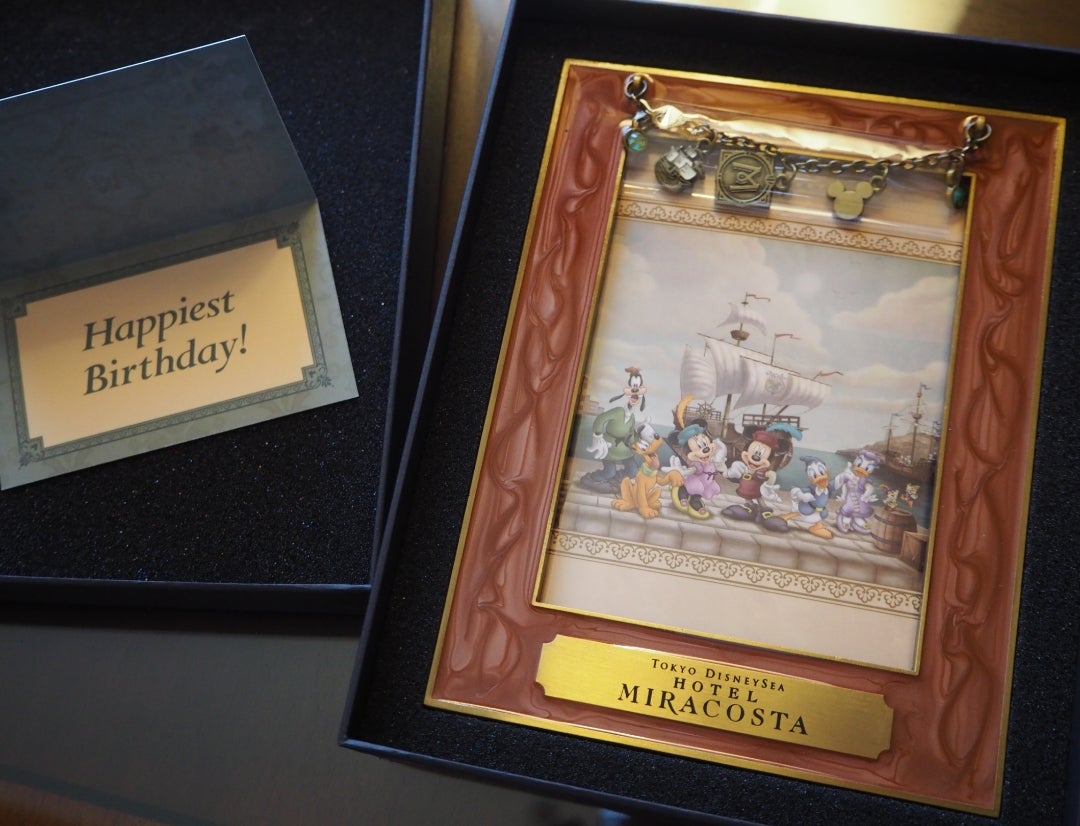 Happiest
Birthday!
M
TOKYO DISNEYSEA
HOTEL
MIRACOSTA